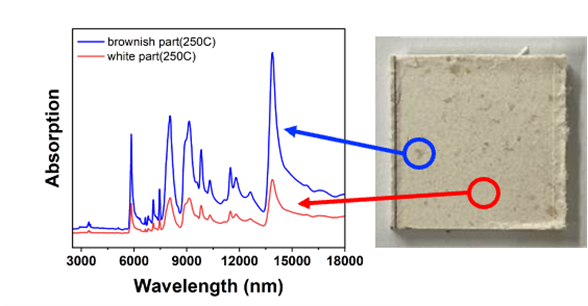 brownish part(250C)
white part(250C)
Absorption
3000 6000 9000 12000 15000 18000
Wavelength (nm)